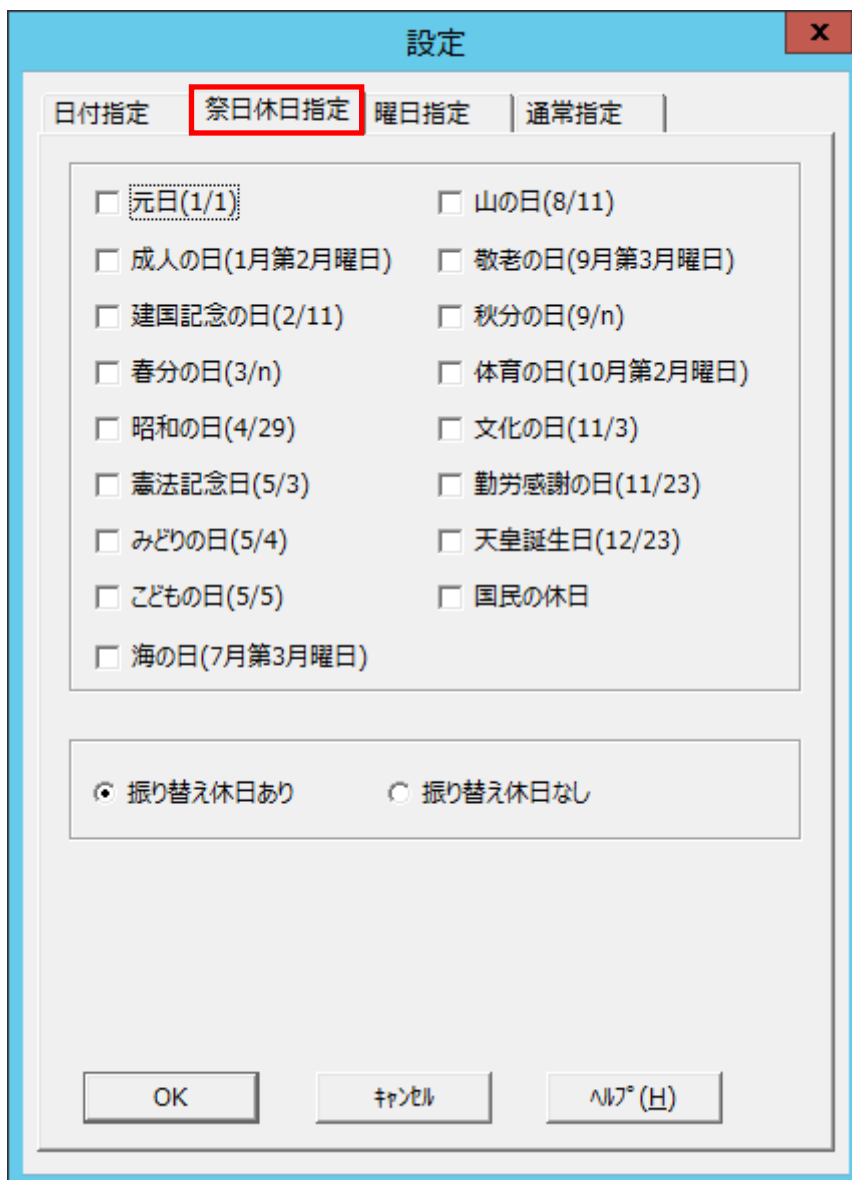 設定
x
日付指定 祭日休日指定 曜日指定 通常指定
元日(1/1) 山の日(8/11)
成人の日(1月第2月曜日) 敬老の日(9月第3月曜日)
建国記念の日(2/11) 秋分の日(9/n)
春分の日(3/n) 体育の日(10月第2月曜日)
昭和の日(4/29) 文化の日(11/3)
憲法記念日(5/3) 勤労感謝の日(11/23)
みどりの日(5/4) 天皇誕生日(12/23)
こどもの日(5/5) 国民の休日
海の日(7月第3月曜日)
振り替え休日あり 振り替え休日なし
OK ｷｬﾝｾﾙ ﾍﾙﾌﾟ(H)